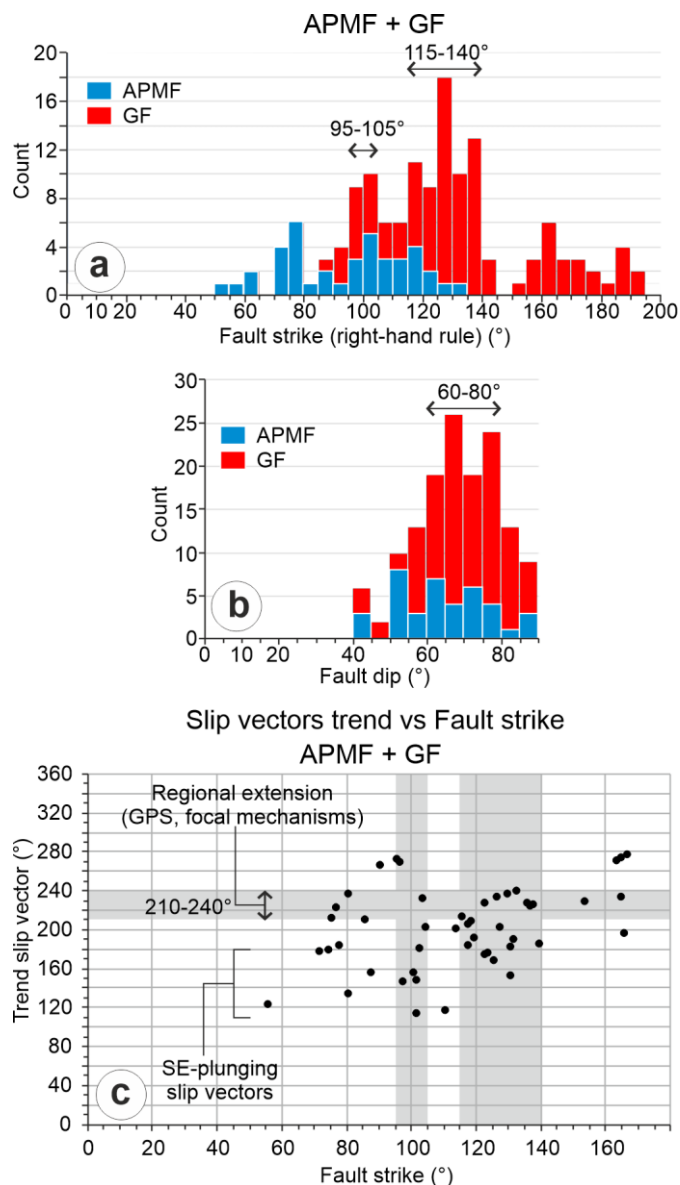 APMF + GF
20
16
12
8
4
0
Count
APMF
GF
115-140°
95-105°
a
0 10 20 40 60 80 100 120 140 160 180 200
Fault strike (right-hand rule) (°)
30
25
20
15
10
5
0
Count
60-80°
APMF
GF
b
0 10 20 40 60 80
Fault dip (°)
Slip vectors trend vs Fault strike
APMF + GF
360
320
280
240
200
160
120
80
40
0
Trend slip vector (°)
Regional extension
(GPS, focal mechanisms)
210-240°
SE-plunging
slip vectors
c
0 20 40 60 80 100 120 140 160
Fault strike (°)